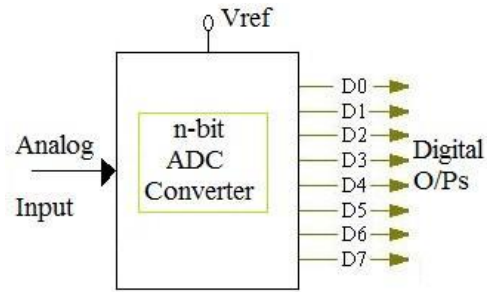 Vref
n-bit
ADC
Converter
Analog
Input
D0
D1
D2
D3
D4
D5
D6
D7
Digital
O/Ps